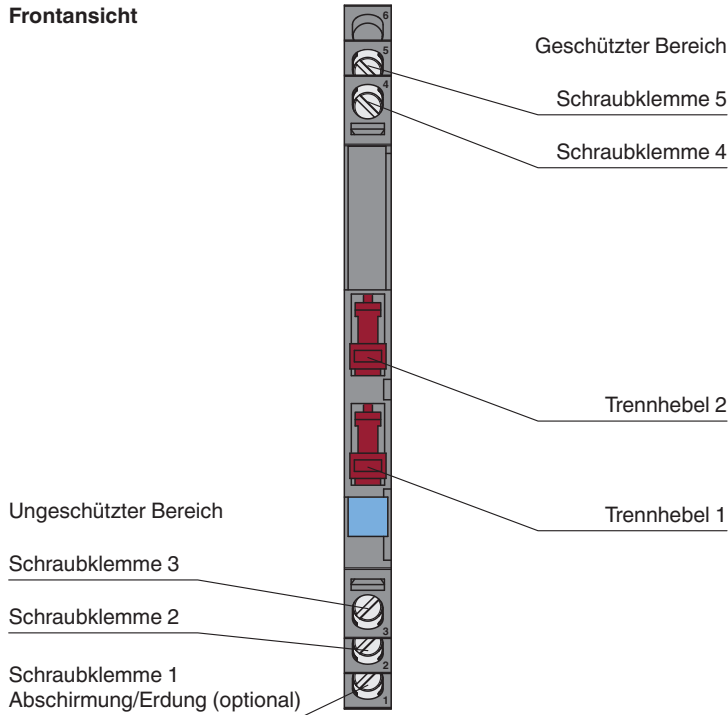 Frontansicht
6
5
4
Geschützter Bereich
Schraubklemme 5
Schraubklemme 4
Trennhebel 2
Trennhebel 1
Ungeschützter Bereich
Schraubklemme 3
Schraubklemme 2
Schraubklemme 1
Abschirmung/Erdung (optional)
3
2
1